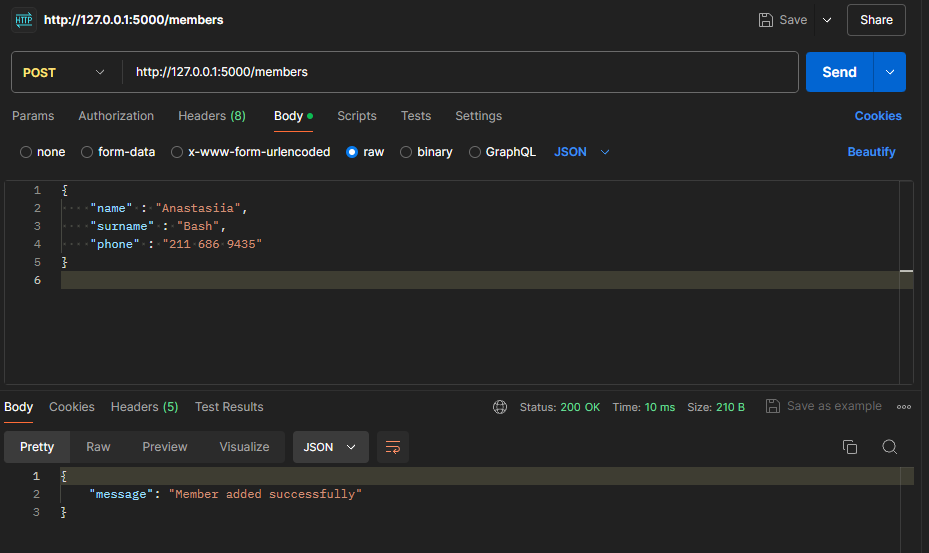 HTTP http://127.0.0.1:5000/members Save Share
POST http://127.0.0.1:5000/members Send
Params Authorization Headers (8) Body Scripts Tests Settings Cookies
none form-data x-www-form-urlencoded raw binary GraphQL JSON Beautify
1 {
2 "name" : "Anastasiia",
3 "surname" : "Bash",
4 "phone" : "211 686 9435"
5 }
6
Body Cookies Headers (5) Test Results Status: 200 OK Time: 10 ms Size: 210 B Save as example
Pretty Raw Preview Visualize JSON
1 {
2 "message": "Member added successfully"
3 }